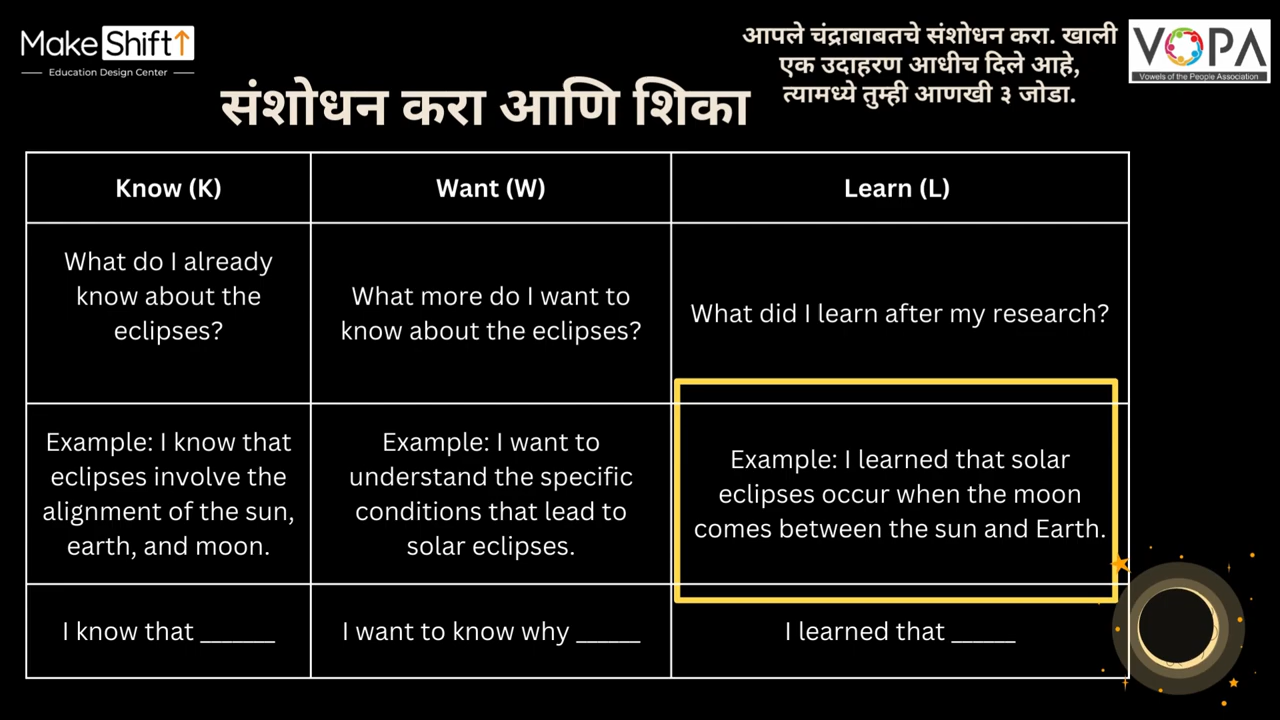 MakeShift
Education Design Center
आपले चंद्राबाबतचे संशोधन करा. खाली
एक उदाहरण आधीच दिले आहे,
त्यामध्ये तुम्ही आणखी ३ जोडा.
VOPA
Vowels of the People Association
संशोधन करा आणि शिका
Know (K)
Want (W)
Learn (L)
What do I already
know about the
eclipses?
What more do I want to
know about the eclipses?
What did I learn after my research?
Example: I know that
eclipses involve the
alignment of the sun,
earth, and moon.
Example: I want to
understand the specific
conditions that lead to
solar eclipses.
Example: I learned that solar
eclipses occur when the moon
comes between the sun and Earth.
I know that ______
I want to know why _____
I learned that _____